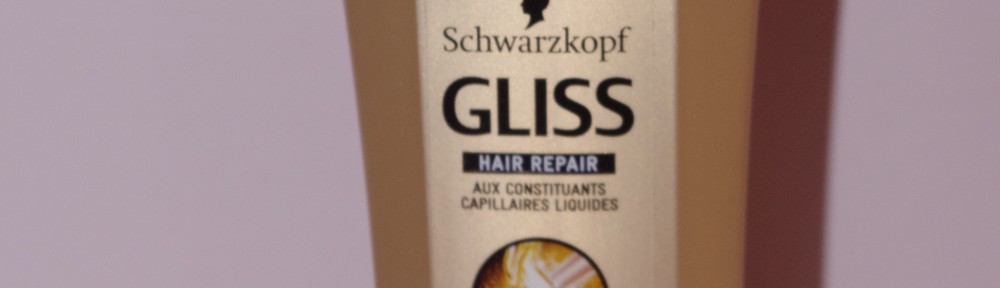 Schwarzkopf
GLISS
HAIR REPAIR
AUX CONSTITUANTS
CAPILLAIRES LIQUIDES